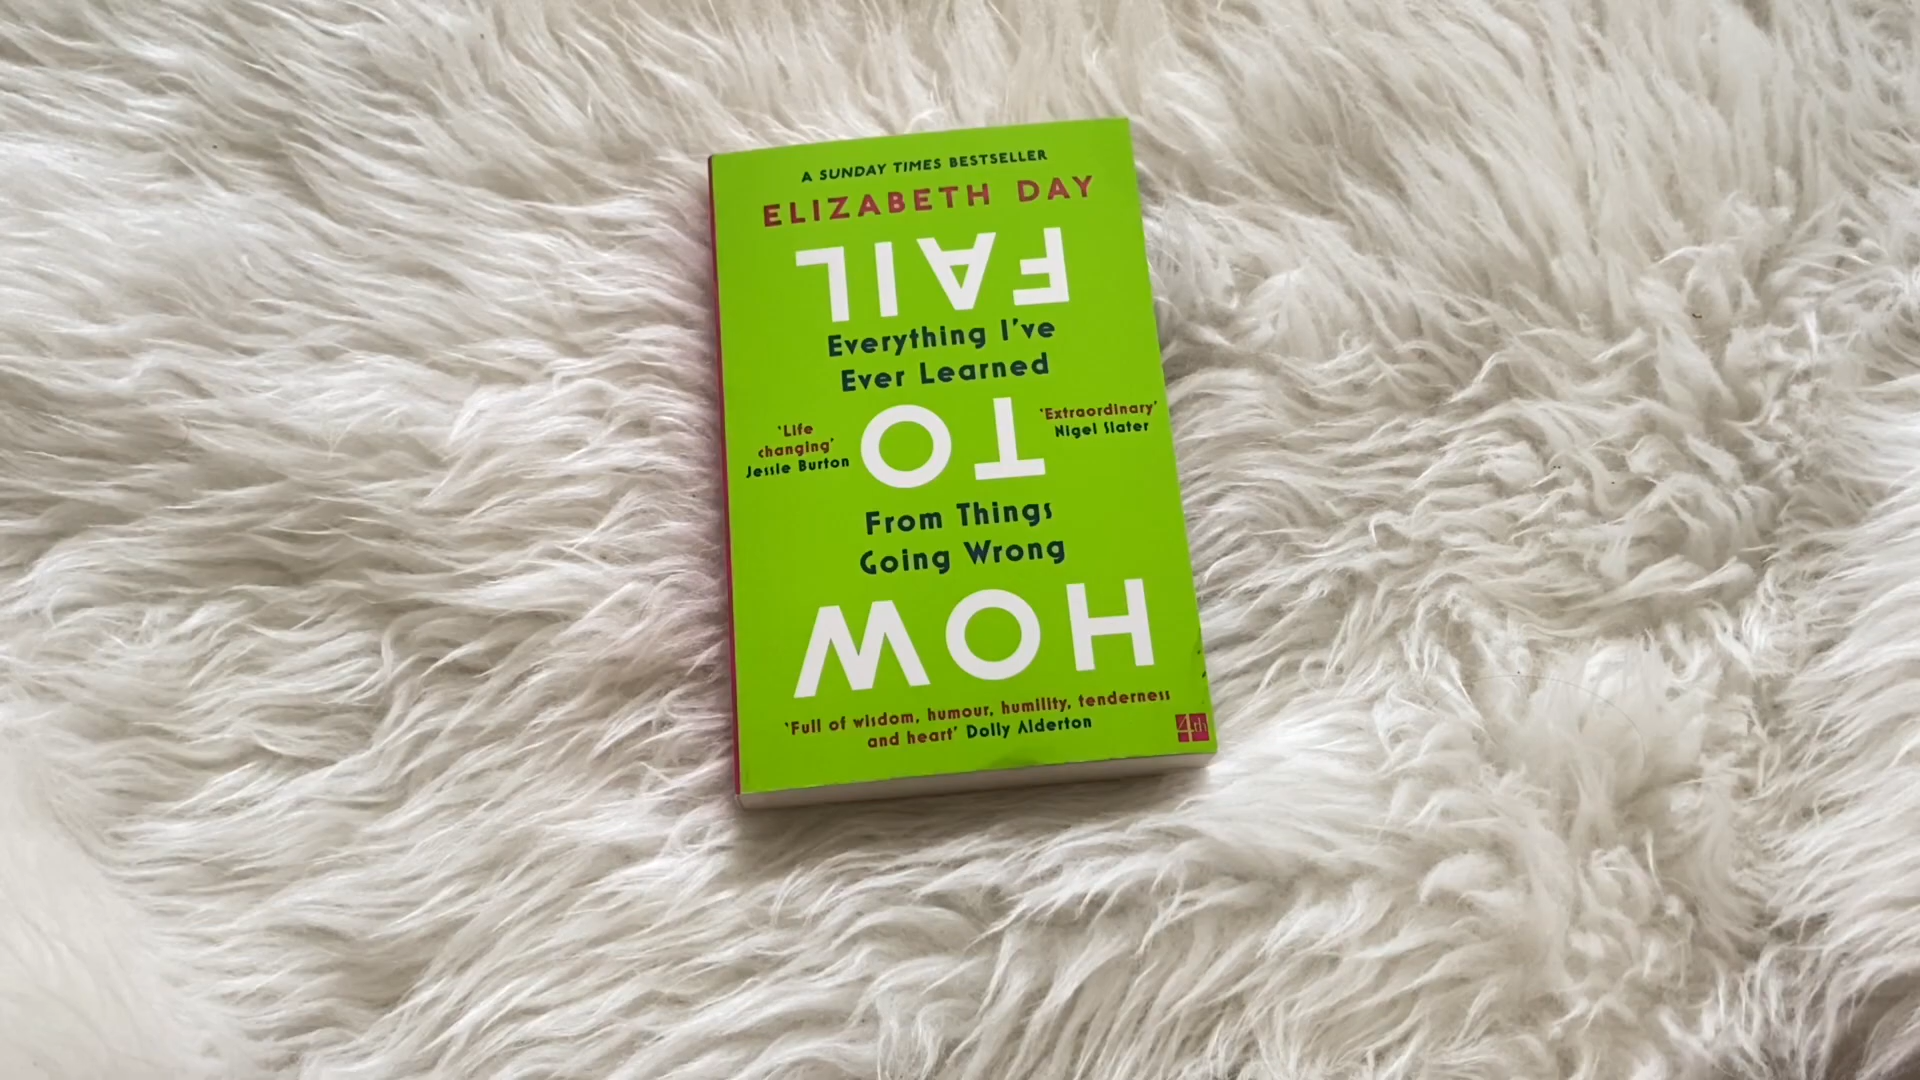 A SUNDAY TIMES BESTSELLER
ELIZABETH DAY
FAIL
Everything I've
Ever Learned
TO
'Life
changing'
Jessie Burton
'Extraordinary'
Nigel Slater
From Things
Going Wrong
HOW
'Full of wisdom, humour, humility, tenderness
and heart' Dolly Alderton
4th